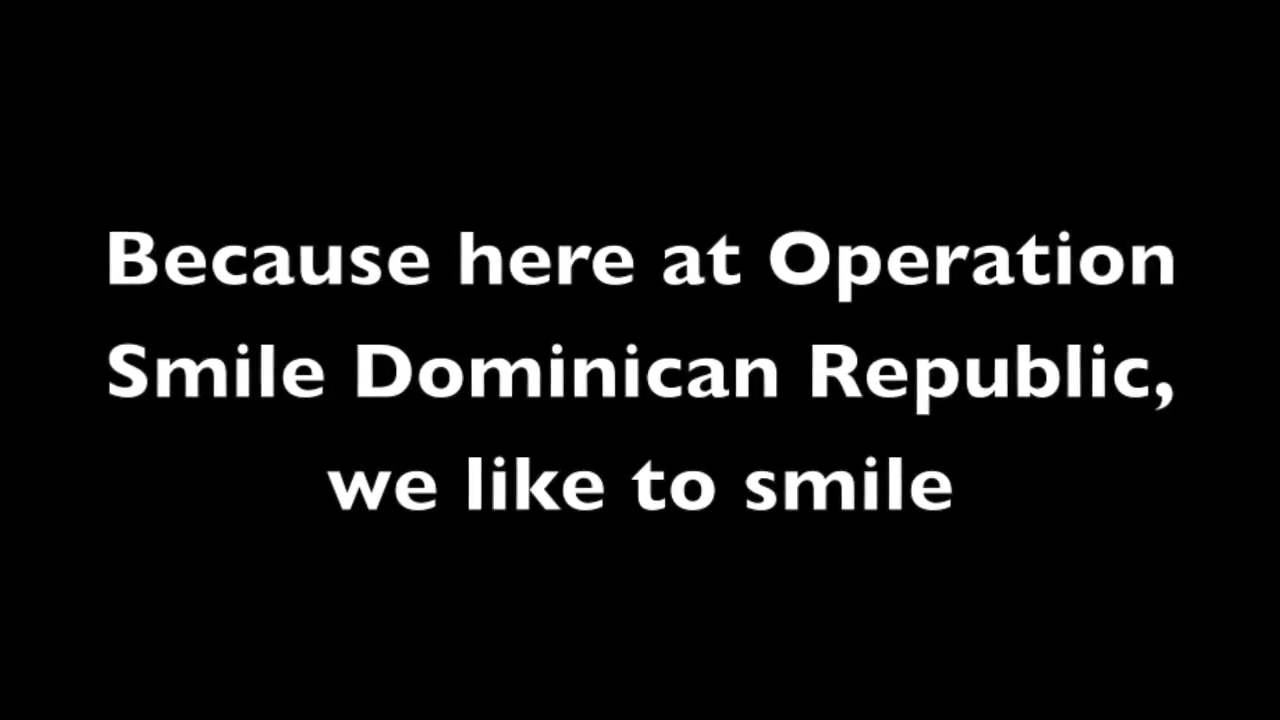 Because here at Operation
Smile Dominican Republic,
we like to smile